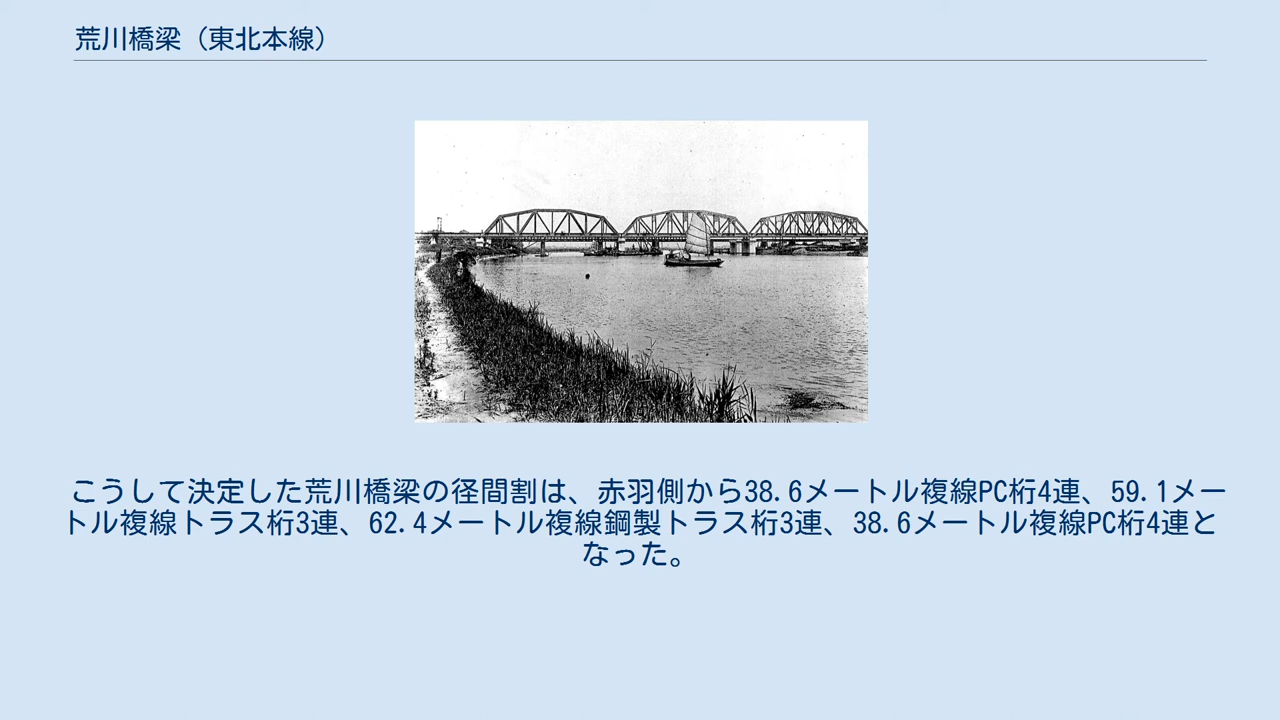 荒川橋梁（東北本線）
こうして決定した荒川橋梁の径間割は、赤羽側から38.6メートル複線PC桁4連、59.1メー
トル複線トラス桁3連、62.4メートル複線鋼製トラス桁3連、38.6メートル複線PC桁4連と
なった。